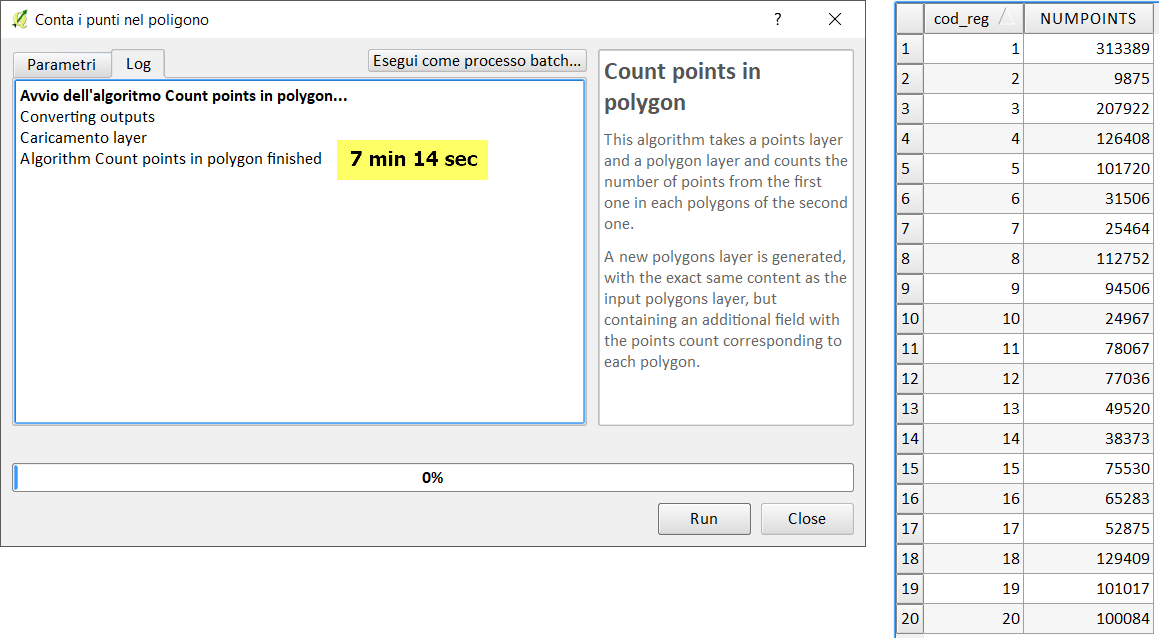 Conta i punti nel poligono
?
Parametri
Log
Esegui come processo batch...
Avvio dell'algoritmo Count points in polygon...
Converting outputs
Caricamento layer
Algorithm Count points in polygon finished
7 min 14 sec
Count points in
polygon
This algorithm takes a points layer
and a polygon layer and counts the
number of points from the first
one in each polygons of the second
one.
A new polygons layer is generated,
with the exact same content as the
input polygons layer, but
containing an additional field with
the points count corresponding to
each polygon.
0%
Run
Close
cod_reg NUMPOINTS
1 1 313389
2 2 9875
3 3 207922
4 4 126408
5 5 101720
6 6 31506
7 7 25464
8 8 112752
9 9 94506
10 10 24967
11 11 78067
12 12 77036
13 13 49520
14 14 38373
15 15 75530
16 16 65283
17 17 52875
18 18 129409
19 19 101017
20 20 100084